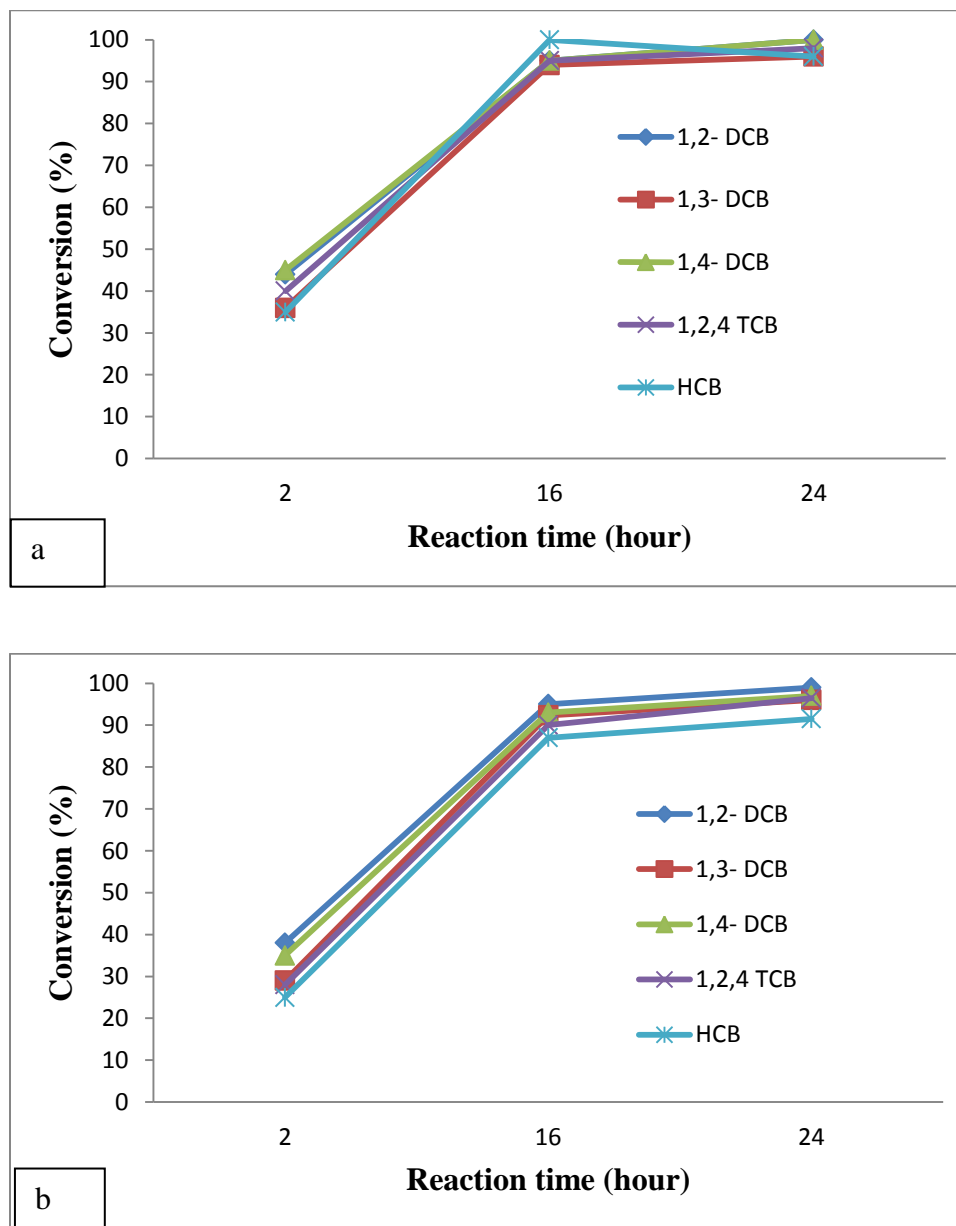 100
90
80
70
60
50
40
30
20
10
0
Conversion (%)
1,2- DCB
1,3- DCB
1,4- DCB
1,2,4 TCB
HCB
2 16 24
Reaction time (hour)
a
100
90
80
70
60
50
40
30
20
10
0
Conversion (%)
1,2- DCB
1,3- DCB
1,4- DCB
1,2,4 TCB
HCB
2 16 24
Reaction time (hour)
b